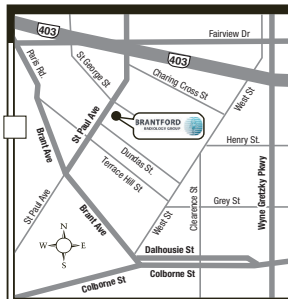 403
Fairview Dr
403
Paris Rd.
St George St
Charing Cross St
West St
St Paul Ave
BRANTFORD
RADIOLOGY GROUP
Henry St.
Brant Ave
Dundas St.
Terrace Hill St
Wyne Gretzky Pkwy
St Paul Ave
Brant Ave
West St
Clearence St
Grey St
N
W E
S
Dalhousie St
Colborne St
Colborne St